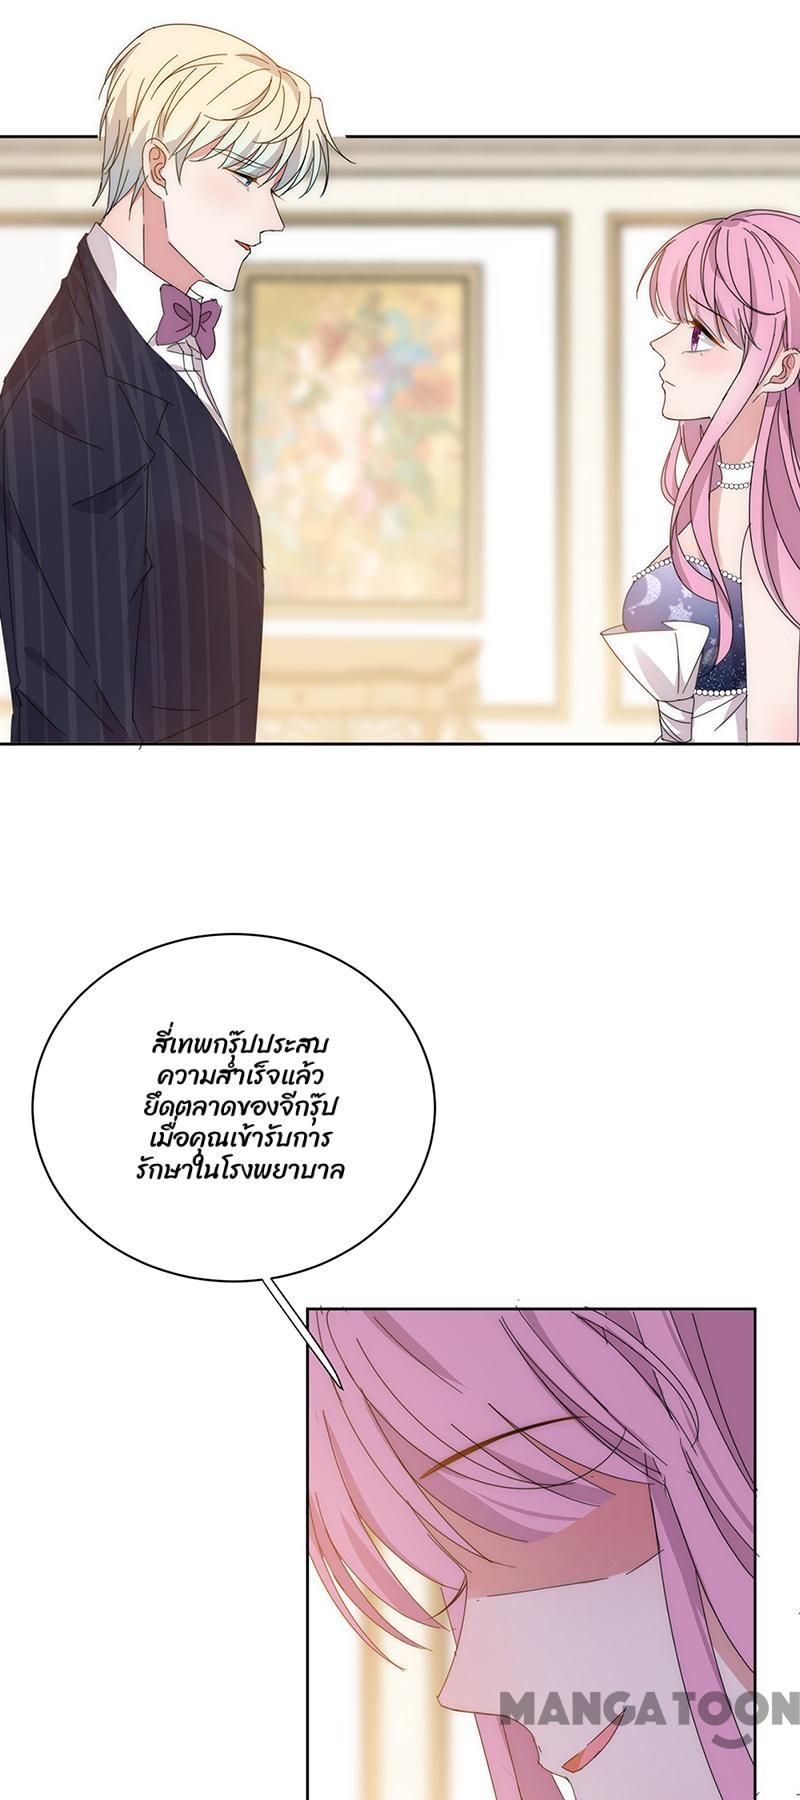 สี่เทพกรุ๊ปประสบ
ความสำเร็จแล้ว
ยึดตลาดของจีกรุ๊ป
เมื่อคุณเข้ารับการ
รักษาในโรงพยาบาล
MANGATOON